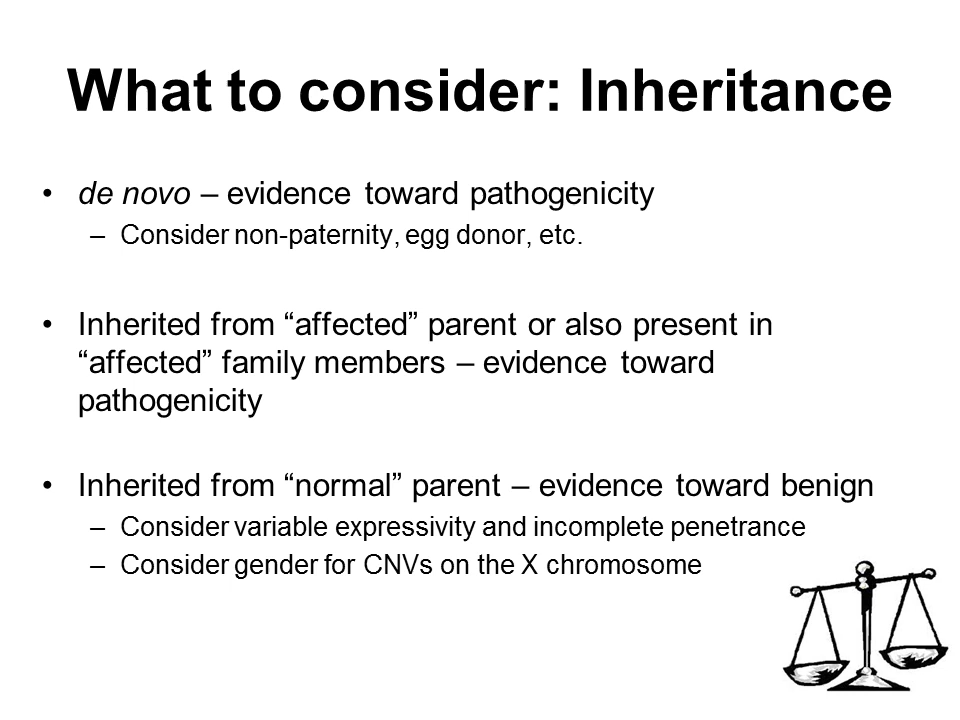 What to consider: Inheritance
• de novo – evidence toward pathogenicity
– Consider non-paternity, egg donor, etc.
• Inherited from “affected” parent or also present in
“affected” family members – evidence toward
pathogenicity
• Inherited from “normal” parent – evidence toward benign
– Consider variable expressivity and incomplete penetrance
– Consider gender for CNVs on the X chromosome